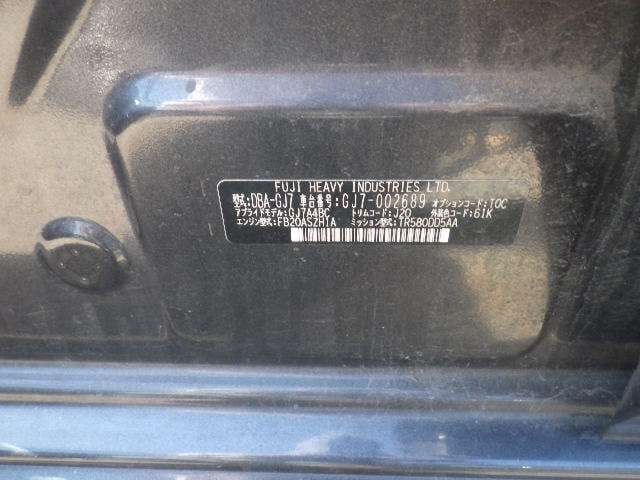 FUJI HEAVY INDUSTRIES LTD.
型式:DBA-GJ7 車台番号:GJ7-002689 オプションコード:TOC
アプライドモデル:GJ7A4BC トリムコード:J20 外装色コード:61K
エンジン型式:FB20ASZH1A ミッション型式:TR580DD5AA